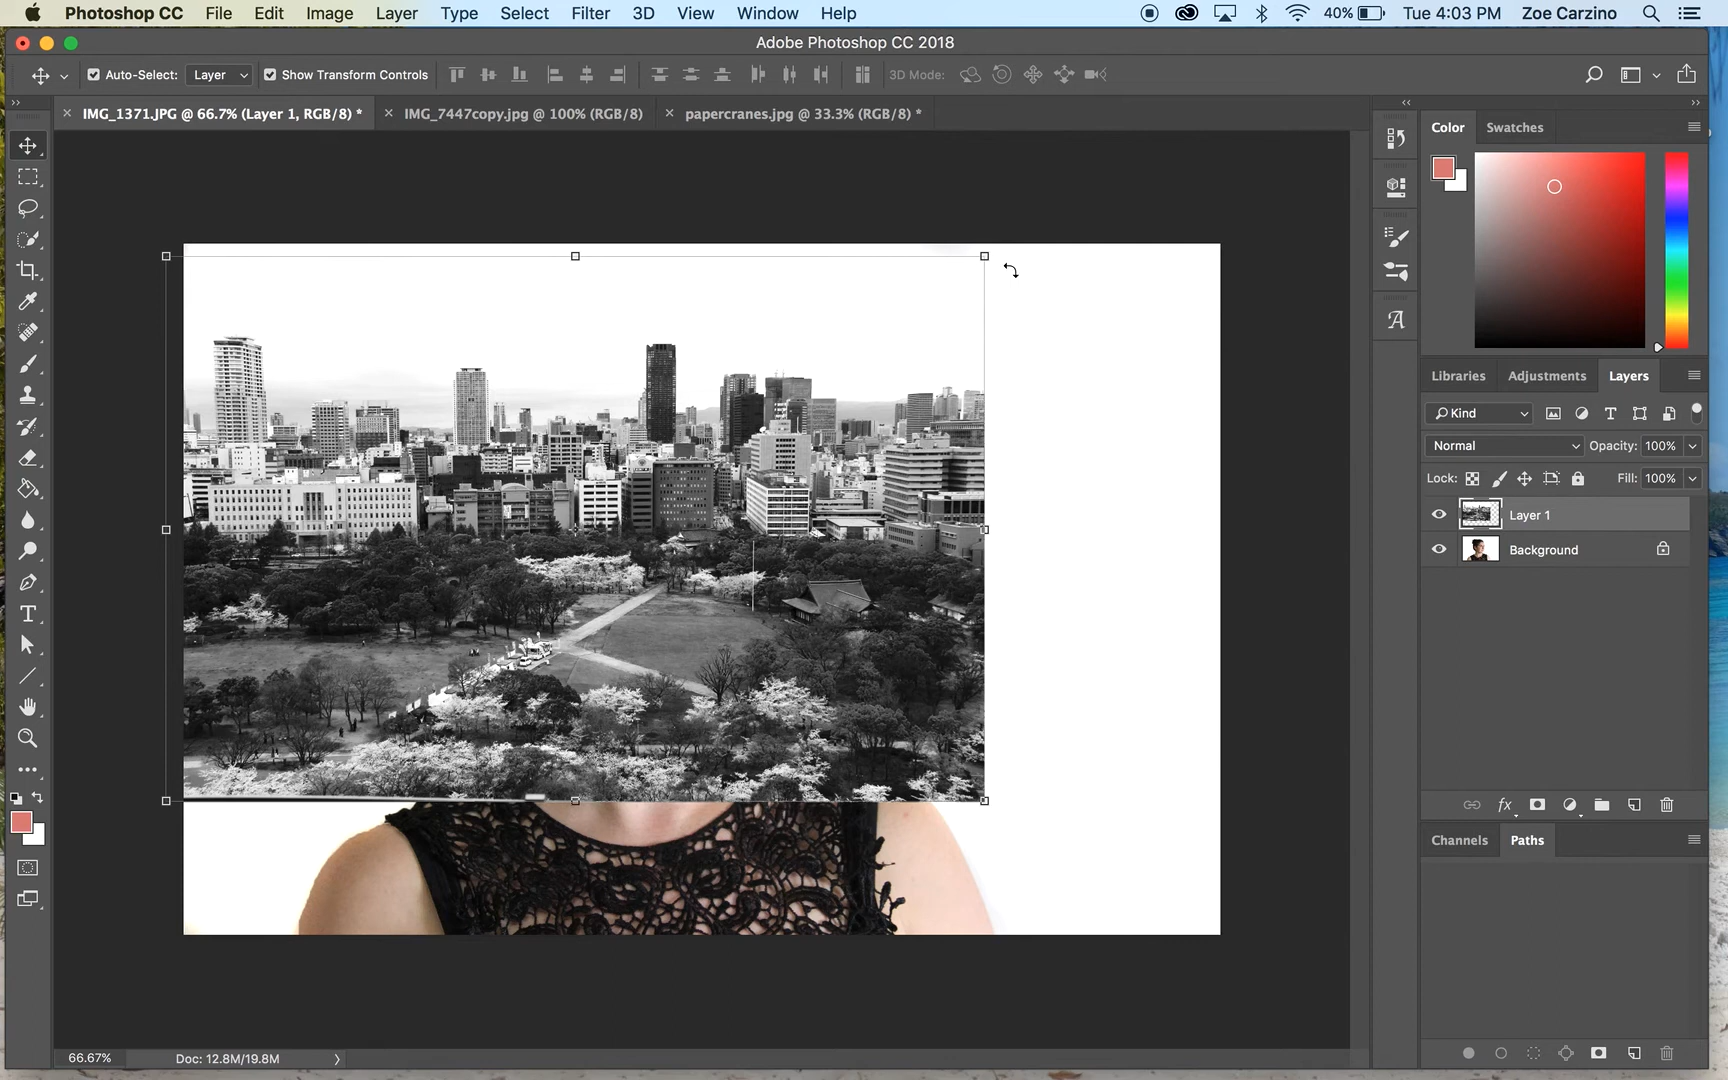 Photoshop CC File Edit Image Layer Type Select Filter 3D View Window Help 40% Tue 4:03 PM Zoe Carzino
Adobe Photoshop CC 2018
Auto-Select: Layer Show Transform Controls 3D Mode:
IMG_1371.JPG @ 66.7% (Layer 1, RGB/8) * IMG_7447copy.jpg @ 100% (RGB/8) papercranes.jpg @ 33.3% (RGB/8) *
Color Swatches
Libraries Adjustments Layers
Kind
Normal Opacity: 100%
Lock: Fill: 100%
Layer 1
Background
Channels Paths
66.67% Doc: 12.8M/19.8M